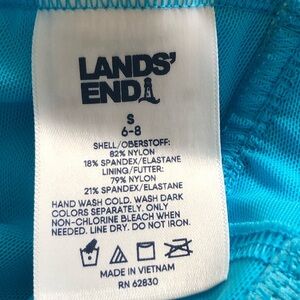 LANDS'
END
S
6-8
SHELL/OBERSTOFF:
82% NYLON
18% SPANDEX/ELASTANE
LINING/FUTTER:
79% NYLON
21% SPANDEX/ELASTANE
HAND WASH COLD. WASH DARK
COLORS SEPARATELY. ONLY
NON-CHLORINE BLEACH WHEN
NEEDED. LINE DRY. DO NOT IRON.
MADE IN VIETNAM
RN 62830